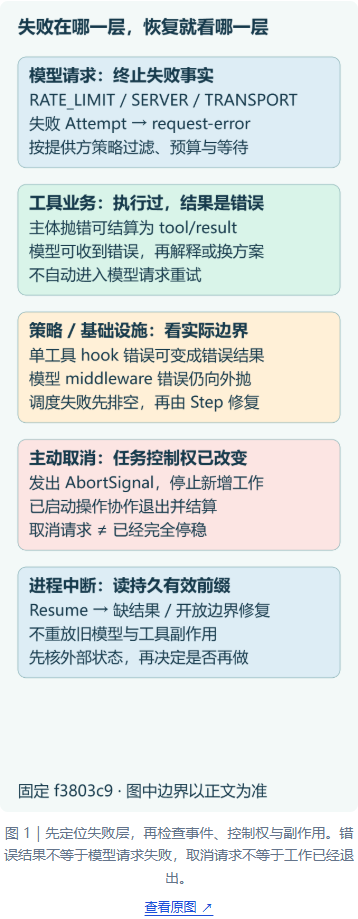 失败在哪一层，恢复就看哪一层
模型请求：终止失败事实
RATE_LIMIT / SERVER / TRANSPORT
失败 Attempt → request-error
按提供方策略过滤、预算与等待
工具业务：执行过，结果是错误
主体抛错可结算为 tool/result
模型可收到错误，再解释或换方案
不自动进入模型请求重试
策略 / 基础设施：看实际边界
单工具 hook 错误可变成错误结果
模型 middleware 错误仍向外抛
调度失败先排空，再由 Step 修复
主动取消：任务控制权已改变
发出 AbortSignal，停止新增工作
已启动操作协作退出并结算
取消请求 ≠ 已经完全停稳
进程中断：读持久有效前缀
Resume → 缺结果 / 开放边界修复
不重放旧模型与工具副作用
先核外部状态，再决定是否再做
固定 f3803c9 · 图中边界以正文为准
图 1｜先定位失败层，再检查事件、控制权与副作用。错
误结果不等于模型请求失败，取消请求不等于工作已经退
出。
查看原图 ↗